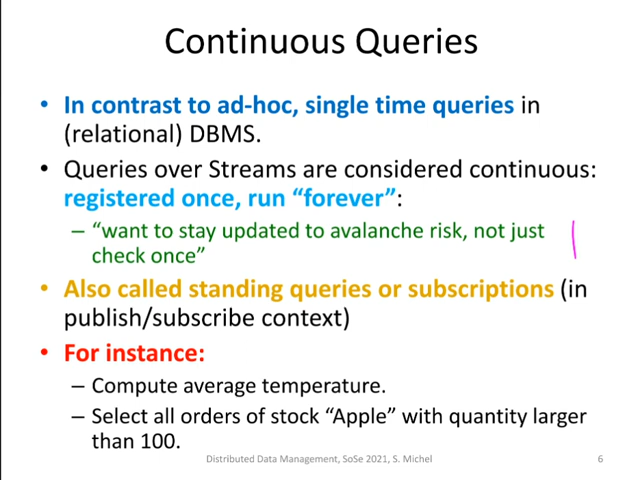 Continuous Queries
• In contrast to ad-hoc, single time queries in
(relational) DBMS.
• Queries over Streams are considered continuous:
registered once, run “forever”:
– “want to stay updated to avalanche risk, not just
check once”
• Also called standing queries or subscriptions (in
publish/subscribe context)
• For instance:
– Compute average temperature.
– Select all orders of stock “Apple” with quantity larger
than 100.
Distributed Data Management, SoSe 2021, S. Michel
6